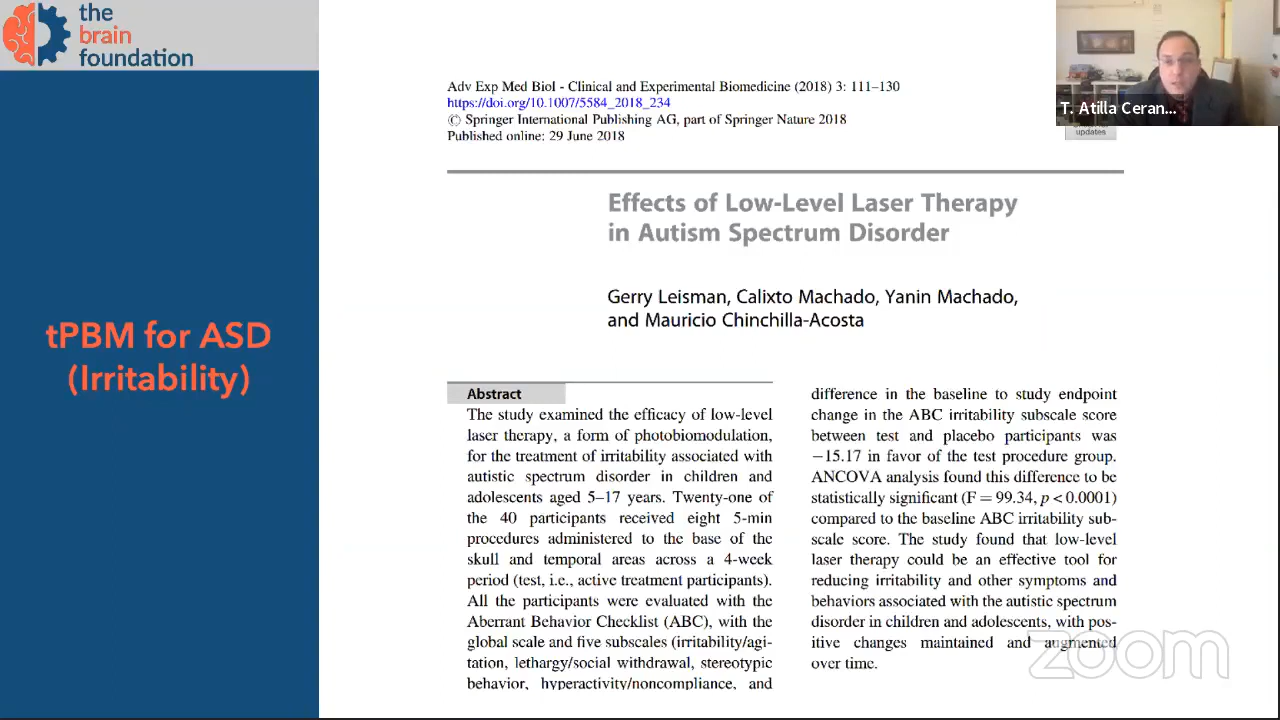 the
brain
foundation
tPBM for ASD
(Irritability)
Adv Exp Med Biol - Clinical and Experimental Biomedicine (2018) 3: 111–130
https://doi.org/10.1007/5584_2018_234
© Springer International Publishing AG, part of Springer Nature 2018
Published online: 29 June 2018
T. Atilla Ceran...
updates
Effects of Low-Level Laser Therapy
in Autism Spectrum Disorder
Gerry Leisman, Calixto Machado, Yanin Machado,
and Mauricio Chinchilla-Acosta
Abstract
The study examined the efficacy of low-level
laser therapy, a form of photobiomodulation,
for the treatment of irritability associated with
autistic spectrum disorder in children and
adolescents aged 5–17 years. Twenty-one of
the 40 participants received eight 5-min
procedures administered to the base of the
skull and temporal areas across a 4-week
period (test, i.e., active treatment participants).
All the participants were evaluated with the
Aberrant Behavior Checklist (ABC), with the
global scale and five subscales (irritability/agi-
tation, lethargy/social withdrawal, stereotypic
behavior, hyperactivity/noncompliance, and
difference in the baseline to study endpoint
change in the ABC irritability subscale score
between test and placebo participants was
−15.17 in favor of the test procedure group.
ANCOVA analysis found this difference to be
statistically significant (F = 99.34, p < 0.0001)
compared to the baseline ABC irritability sub-
scale score. The study found that low-level
laser therapy could be an effective tool for
reducing irritability and other symptoms and
behaviors associated with the autistic spectrum
disorder in children and adolescents, with pos-
itive changes maintained and augmented
over time.
zoom